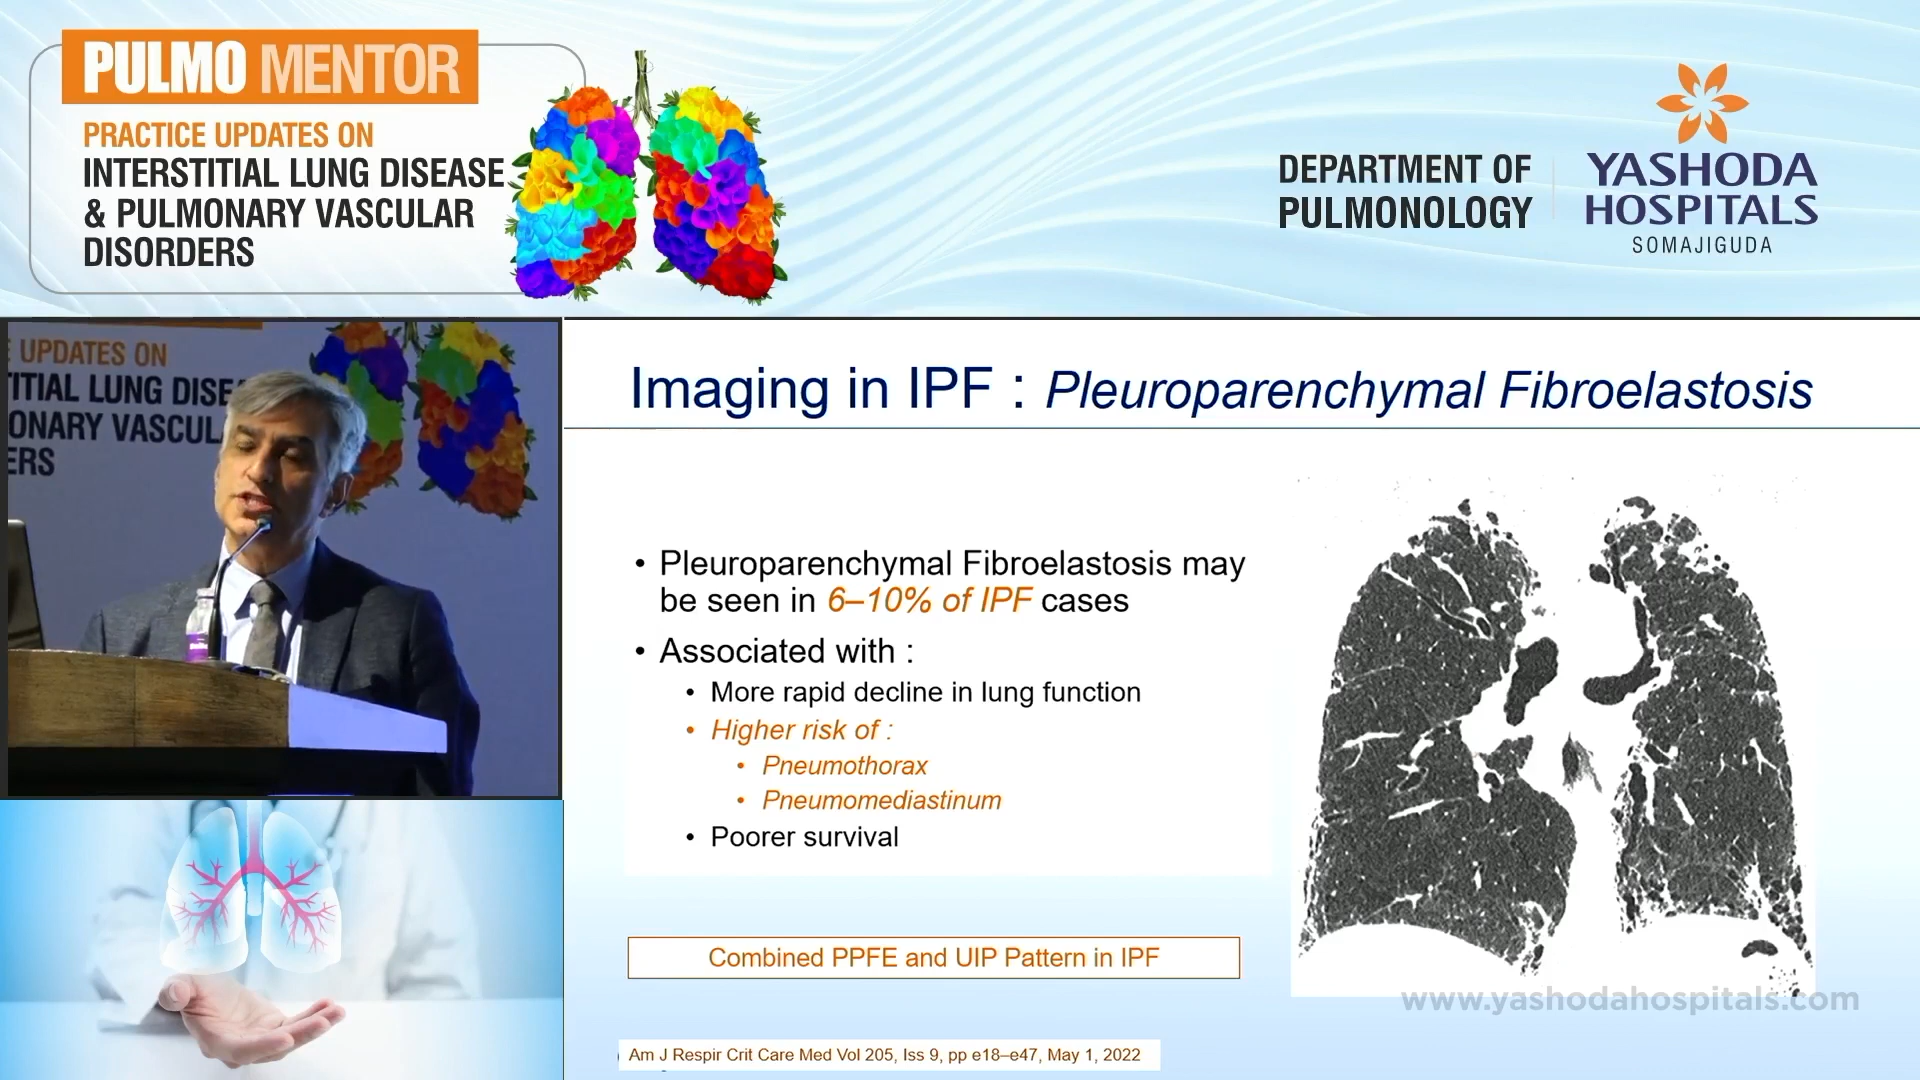 PULMO MENTOR
PRACTICE UPDATES ON
INTERSTITIAL LUNG DISEASE
& PULMONARY VASCULAR
DISORDERS
DEPARTMENT OF
PULMONOLOGY
YASHODA
HOSPITALS
SOMAJIGUDA
UPDATES ON
TITIAL LUNG DISEA
ONARY VASCUL
ERS
Imaging in IPF : Pleuroparenchymal Fibroelastosis
• Pleuroparenchymal Fibroelastosis may
be seen in 6–10% of IPF cases
• Associated with :
• More rapid decline in lung function
• Higher risk of :
• Pneumothorax
• Pneumomediastinum
• Poorer survival
Combined PPFE and UIP Pattern in IPF
www.yashodahospitals.com
Am J Respir Crit Care Med Vol 205, Iss 9, pp e18–e47, May 1, 2022